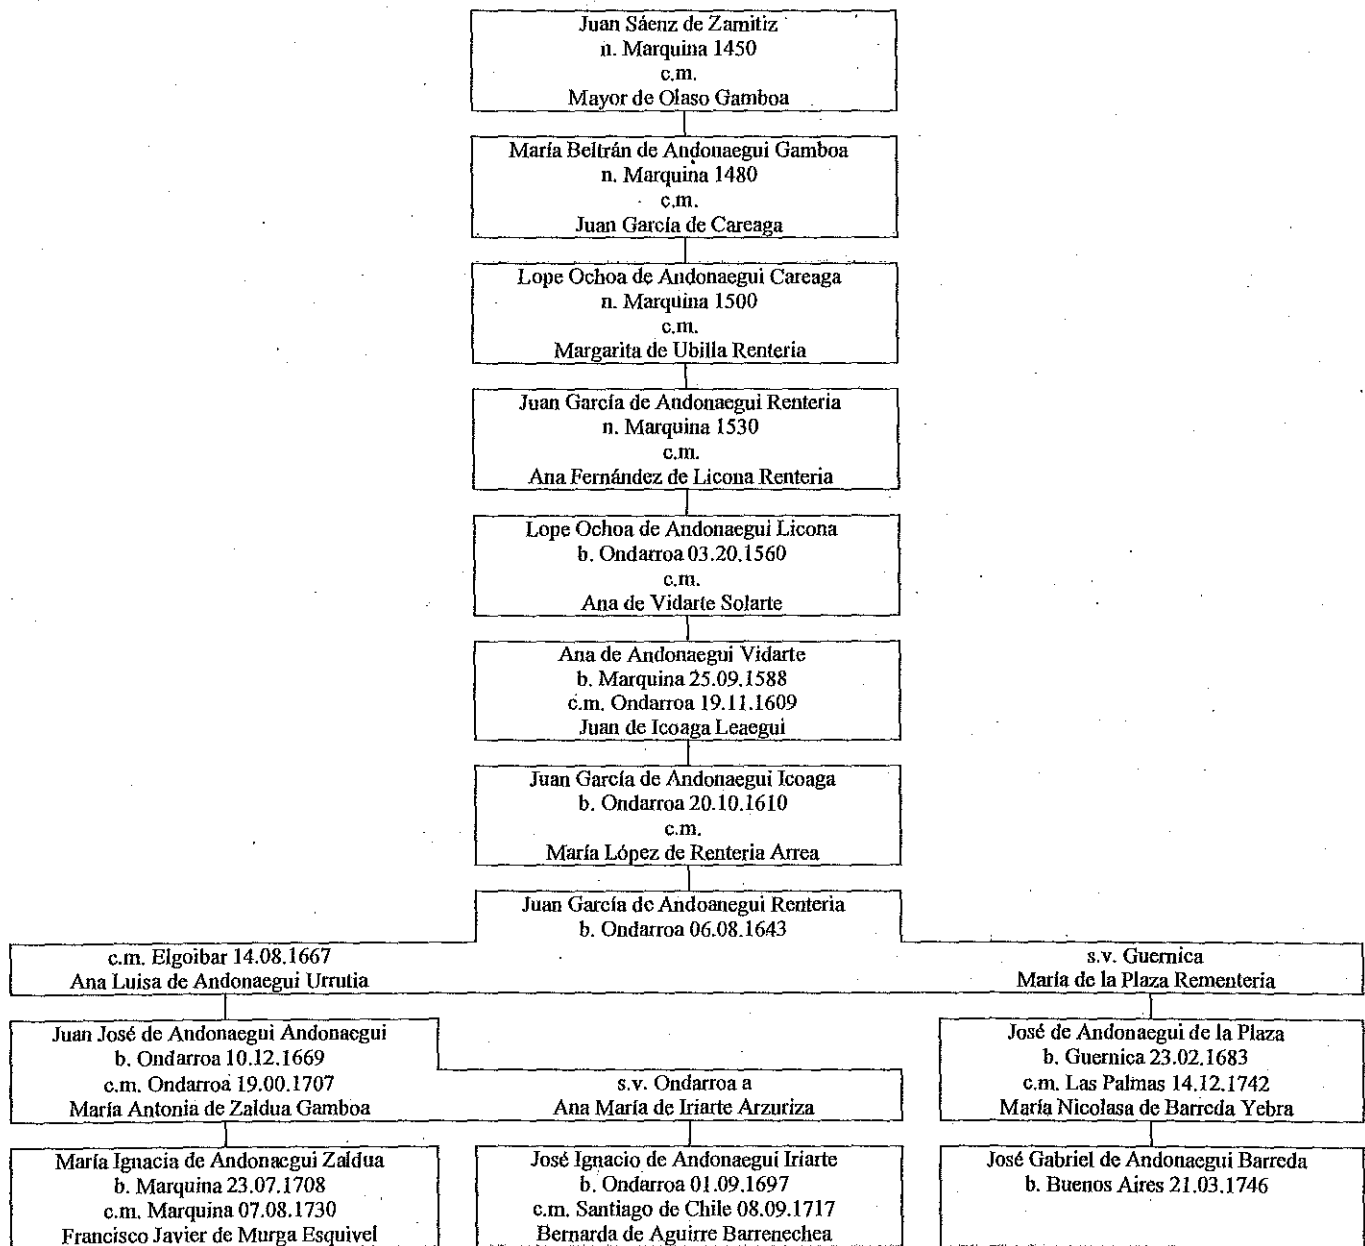 Juan Sáenz de Zamitiz
n. Marquina 1450
c.m.
Mayor de Olaso Gamboa
María Beltrán de Andonaegui Gamboa
n. Marquina 1480
c.m.
Juan García de Careaga
Lope Ochoa de Andonaegui Careaga
n. Marquina 1500
c.m.
Margarita de Ubilla Renteria
Juan García de Andonaegui Renteria
n. Marquina 1530
c.m.
Ana Fernández de Licona Renteria
Lope Ochoa de Andonaegui Licona
b. Ondarroa 03.20.1560
c.m.
Ana de Vidarte Solarte
Ana de Andonaegui Vidarte
b. Marquina 25.09.1588
c.m. Ondarroa 19.11.1609
Juan de Icoaga Leaegui
Juan García de Andonaegui Icoaga
b. Ondarroa 20.10.1610
c.m.
María López de Renteria Arrea
Juan García de Andoanegui Renteria
b. Ondarroa 06.08.1643
c.m. Elgoibar 14.08.1667
Ana Luisa de Andonaegui Urrutia
s.v. Guernica
María de la Plaza Rementeria
Juan José de Andonaegui Andonaegui
b. Ondarroa 10.12.1669
c.m. Ondarroa 19.00.1707
María Antonia de Zaldua Gamboa
s.v. Ondarroa a
Ana María de Iriarte Arzuriza
José de Andonaegui de la Plaza
b. Guernica 23.02.1683
c.m. Las Palmas 14.12.1742
María Nicolasa de Barreda Yebra
María Ignacia de Andonaegui Zaldua
b. Marquina 23.07.1708
c.m. Marquina 07.08.1730
Francisco Javier de Murga Esquivel
José Ignacio de Andonaegui Iriarte
b. Ondarroa 01.09.1697
c.m. Santiago de Chile 08.09.1717
Bernarda de Aguirre Barrenechea
José Gabriel de Andonaegui Barreda
b. Buenos Aires 21.03.1746